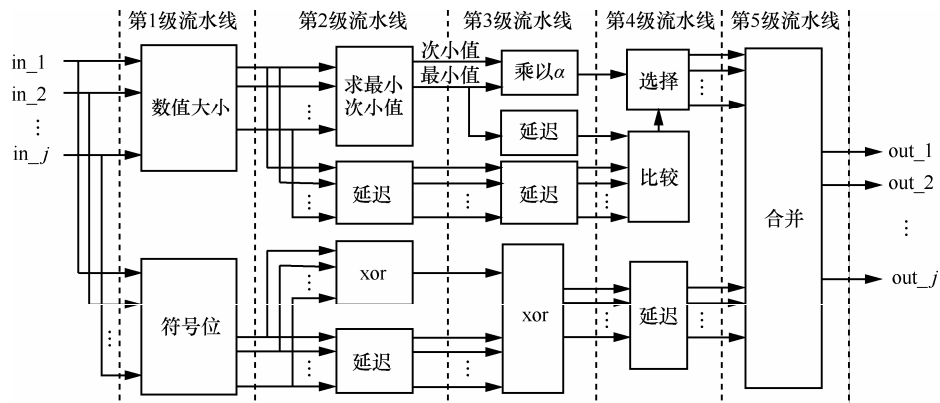 第1级流水线
第2级流水线
第3级流水线
第4级流水线
第5级流水线
in_1
in_2
⋮
in_j
数值大小
求最小
次小值
次小值
最小值
乘以α
选择
延迟
比较
延迟
延迟
合并
out_1
out_2
⋮
out_j
符号位
xor
延迟
xor
延迟